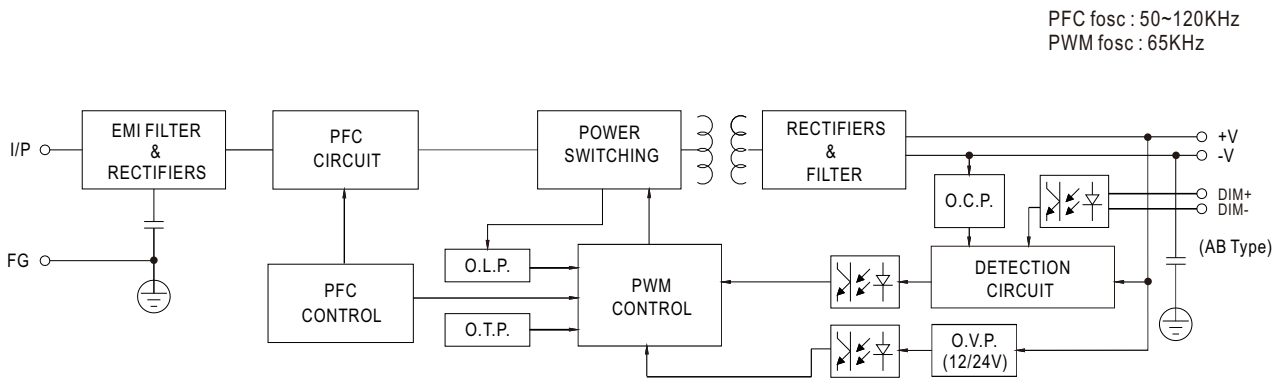 PFC fosc : 50~120KHz
PWM fosc : 65KHz
I/P
EMI FILTER
&
RECTIFIERS
PFC
CIRCUIT
POWER
SWITCHING
RECTIFIERS
&
FILTER
+V
-V
O.C.P.
DIM+
DIM-
(AB Type)
FG
O.L.P.
PFC
CONTROL
PWM
CONTROL
DETECTION
CIRCUIT
O.T.P.
O.V.P.
(12/24V)